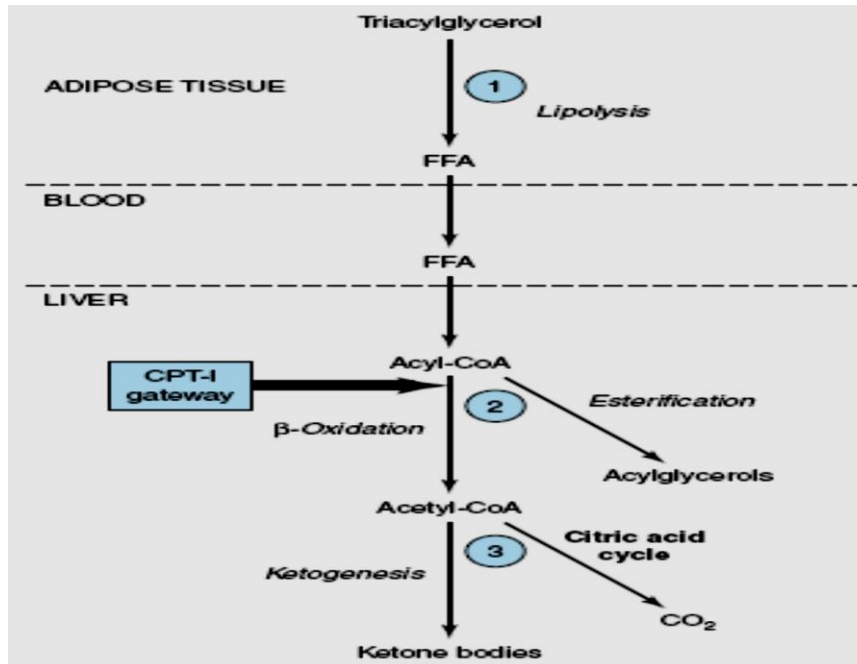 Triacylglycerol
ADIPOSE TISSUE
1
Lipolysis
FFA
BLOOD
FFA
LIVER
Acyl-CoA
CPT-I
gateway
2
Esterification
β-Oxidation
Acylglycerols
Acetyl-CoA
3
Citric acid
cycle
Ketogenesis
CO₂
Ketone bodies